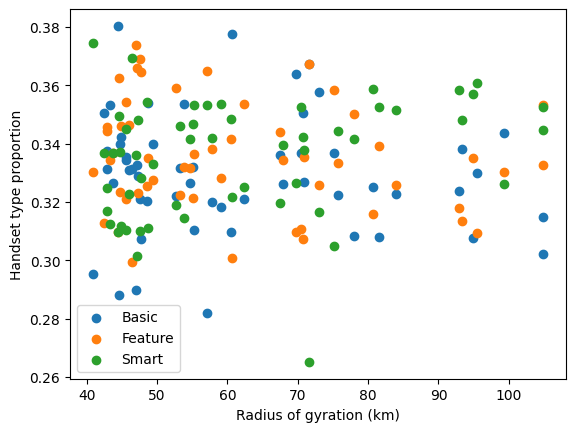 0.38
0.36
0.34
0.32
0.30
0.28
0.26
Handset type proportion
Basic
Feature
Smart
40 50 60 70 80 90 100
Radius of gyration (km)